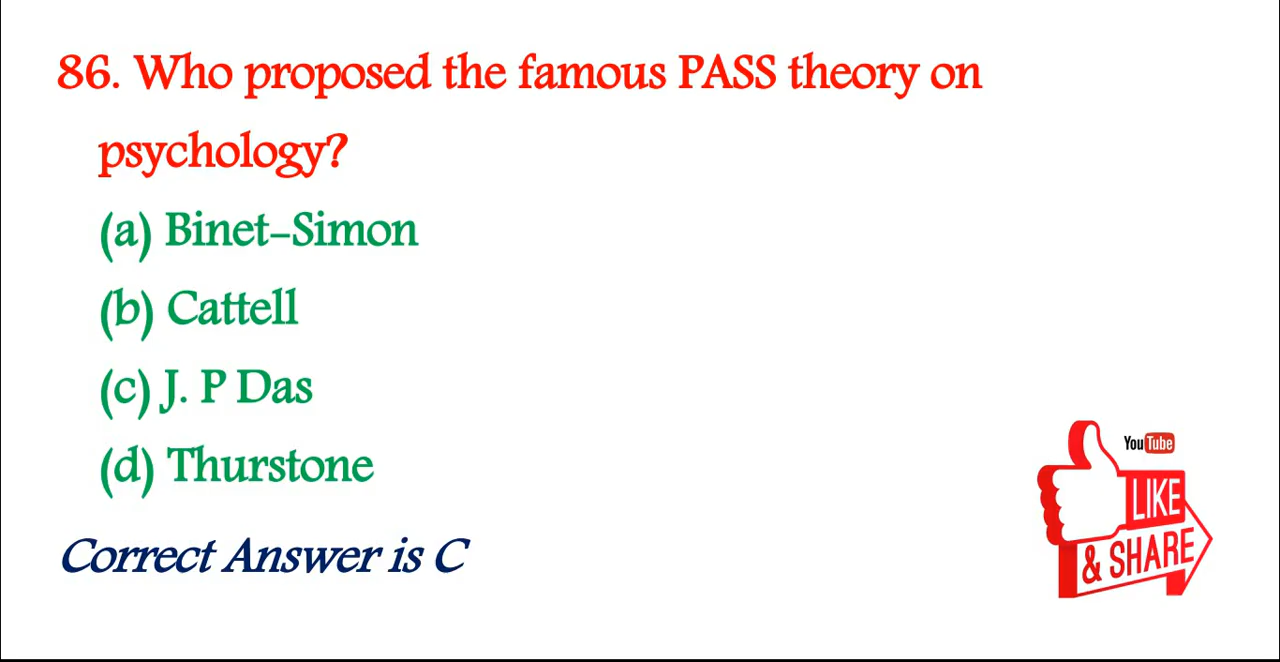 86. Who proposed the famous PASS theory on
psychology?
(a) Binet-Simon
(b) Cattell
(c) J. P Das
(d) Thurstone
Correct Answer is C
YouTube
LIKE
& SHARE